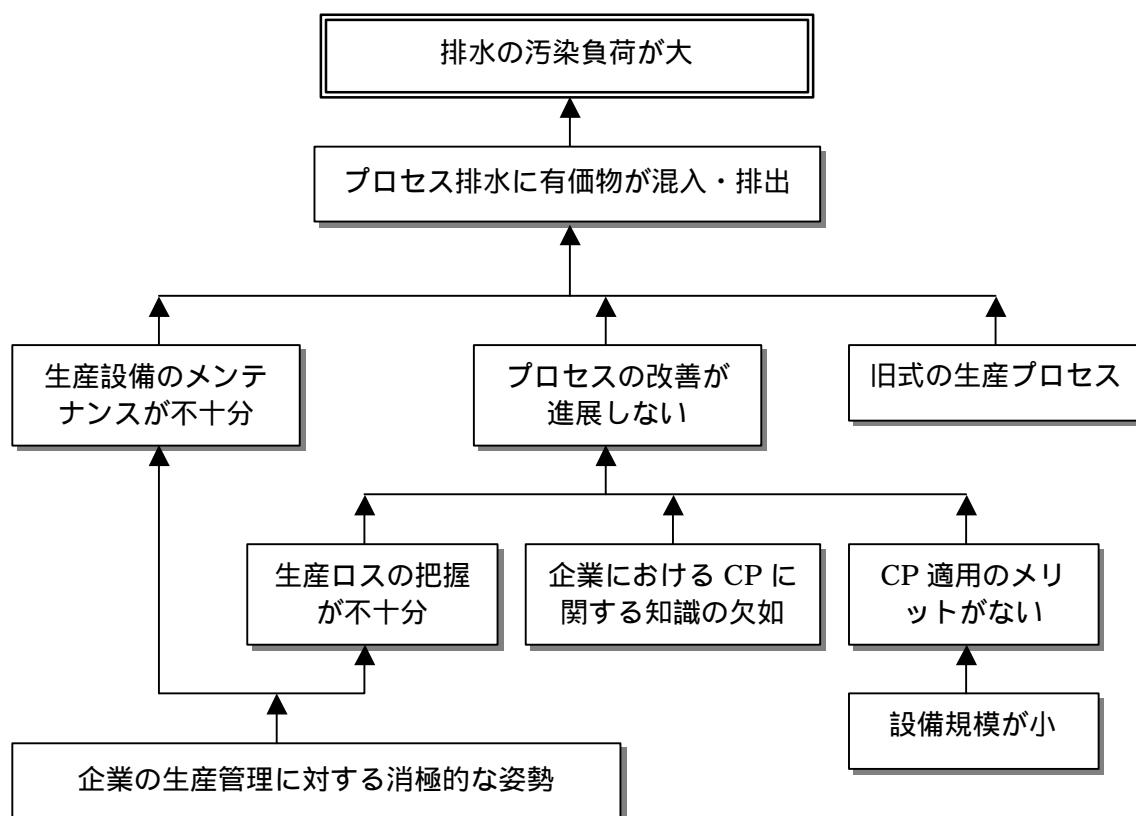 排水の汚染負荷が大
プロセス排水に有価物が混入・排出
生産設備のメンテ
ナンスが不十分
プロセスの改善が
進展しない
旧式の生産プロセス
生産ロスの把握
が不十分
企業における CP に
関する知識の欠如
CP 適用のメリ
ットがない
設備規模が小
企業の生産管理に対する消極的な姿勢